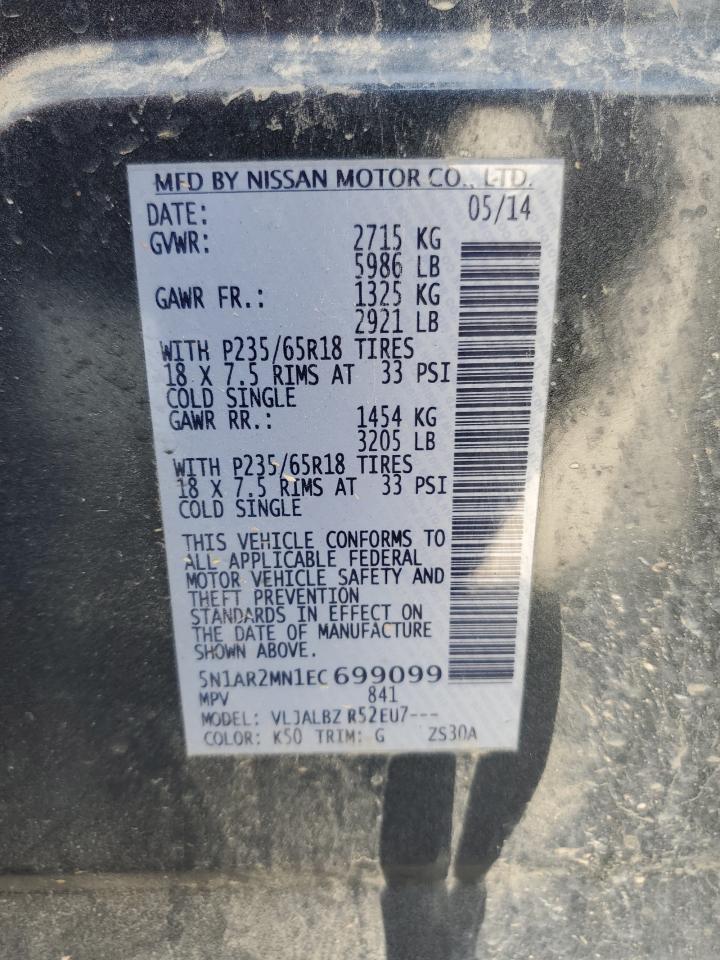 MFD BY NISSAN MOTOR CO., LTD.
DATE: 05/14
GVWR: 2715 KG
5986 LB
GAWR FR.: 1325 KG
2921 LB
WITH P235/65R18 TIRES
18 X 7.5 RIMS AT 33 PSI
COLD SINGLE
GAWR RR.: 1454 KG
3205 LB
WITH P235/65R18 TIRES
18 X 7.5 RIMS AT 33 PSI
COLD SINGLE
THIS VEHICLE CONFORMS TO
ALL APPLICABLE FEDERAL
MOTOR VEHICLE SAFETY AND
THEFT PREVENTION
STANDARDS IN EFFECT ON
THE DATE OF MANUFACTURE
SHOWN ABOVE.
5N1AR2MN1EC699099
MPV 841
MODEL: VLJALBZ R52EU7---
COLOR: K50 TRIM: G ZS30A